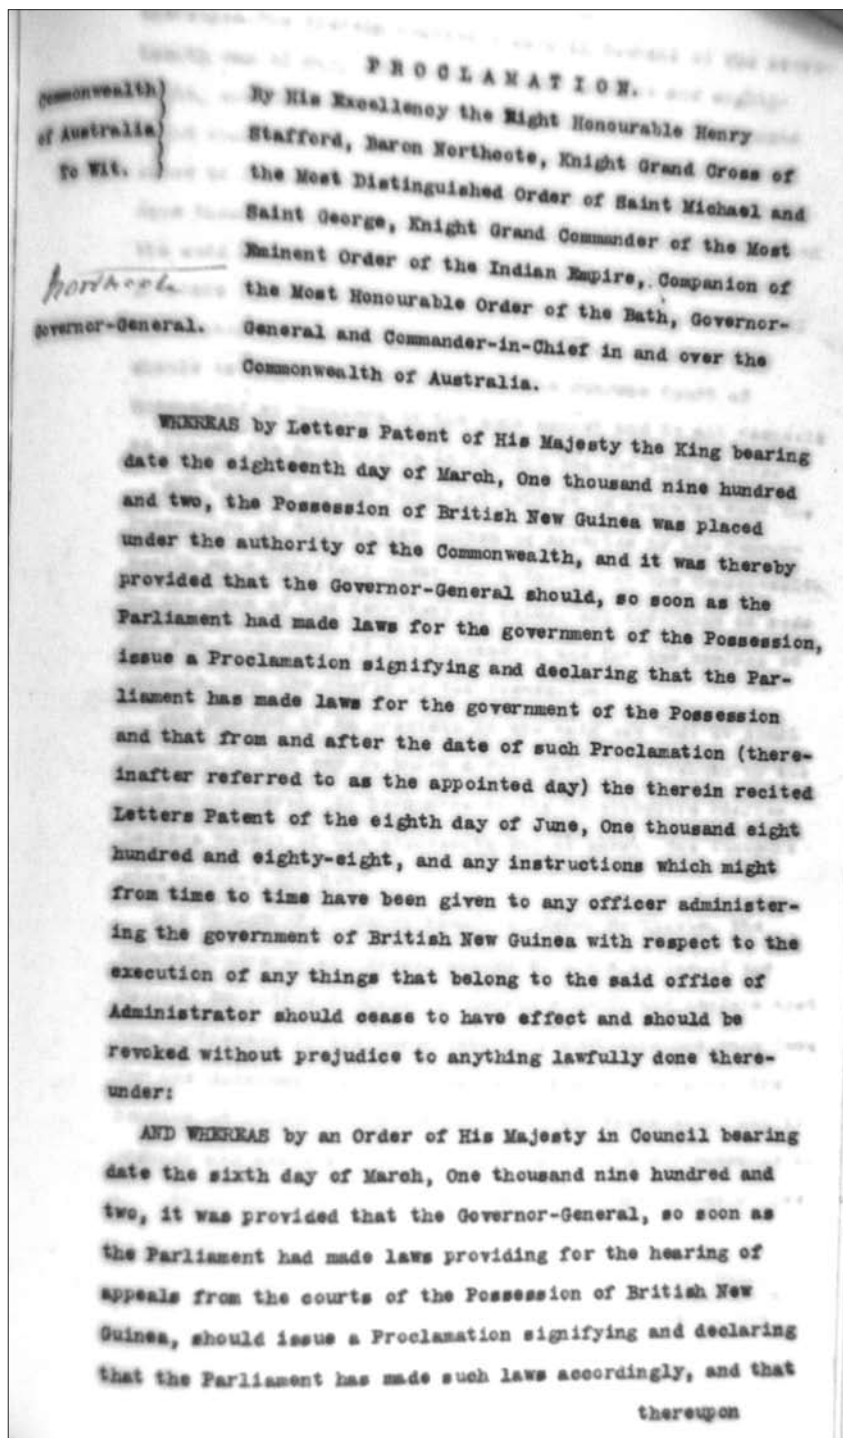 PROCLAMATION.
Commonwealth
of Australia
To Wit.
By His Excellency the Right Honourable Henry
Stafford, Baron Northcote, Knight Grand Cross of
the Most Distinguished Order of Saint Michael and
Saint George, Knight Grand Commander of the Most
Eminent Order of the Indian Empire, Companion of
the Most Honourable Order of the Bath, Governor-
General and Commander-in-Chief in and over the
Commonwealth of Australia.
Northcote
Governor-General.
WHEREAS by Letters Patent of His Majesty the King bearing
date the eighteenth day of March, One thousand nine hundred
and two, the Possession of British New Guinea was placed
under the authority of the Commonwealth, and it was thereby
provided that the Governor-General should, so soon as the
Parliament had made laws for the government of the Possession,
issue a Proclamation signifying and declaring that the Par-
liament has made laws for the government of the Possession
and that from and after the date of such Proclamation (there-
inafter referred to as the appointed day) the therein recited
Letters Patent of the eighth day of June, One thousand eight
hundred and eighty-eight, and any instructions which might
from time to time have been given to any officer administer-
ing the government of British New Guinea with respect to the
execution of any things that belong to the said office of
Administrator should cease to have effect and should be
revoked without prejudice to anything lawfully done there-
under:
AND WHEREAS by an Order of His Majesty in Council bearing
date the sixth day of March, One thousand nine hundred and
two, it was provided that the Governor-General, so soon as
the Parliament had made laws providing for the hearing of
appeals from the courts of the Possession of British New
Guinea, should issue a Proclamation signifying and declaring
that the Parliament has made such laws accordingly, and that
thereupon